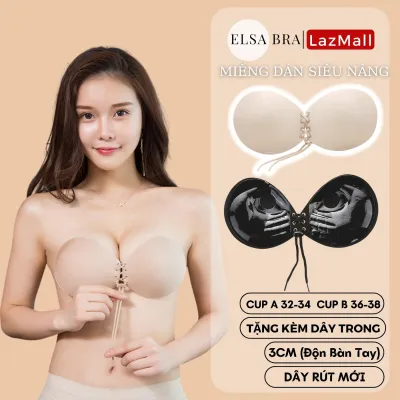 ELSA BRA LazMall
MIẾNG DÁN SIÊU NÂNG
CUP A 32-34 CUP B 36-38
TẶNG KÈM DÂY TRONG
3CM (Độn Bàn Tay)
DÂY RÚT MỚI